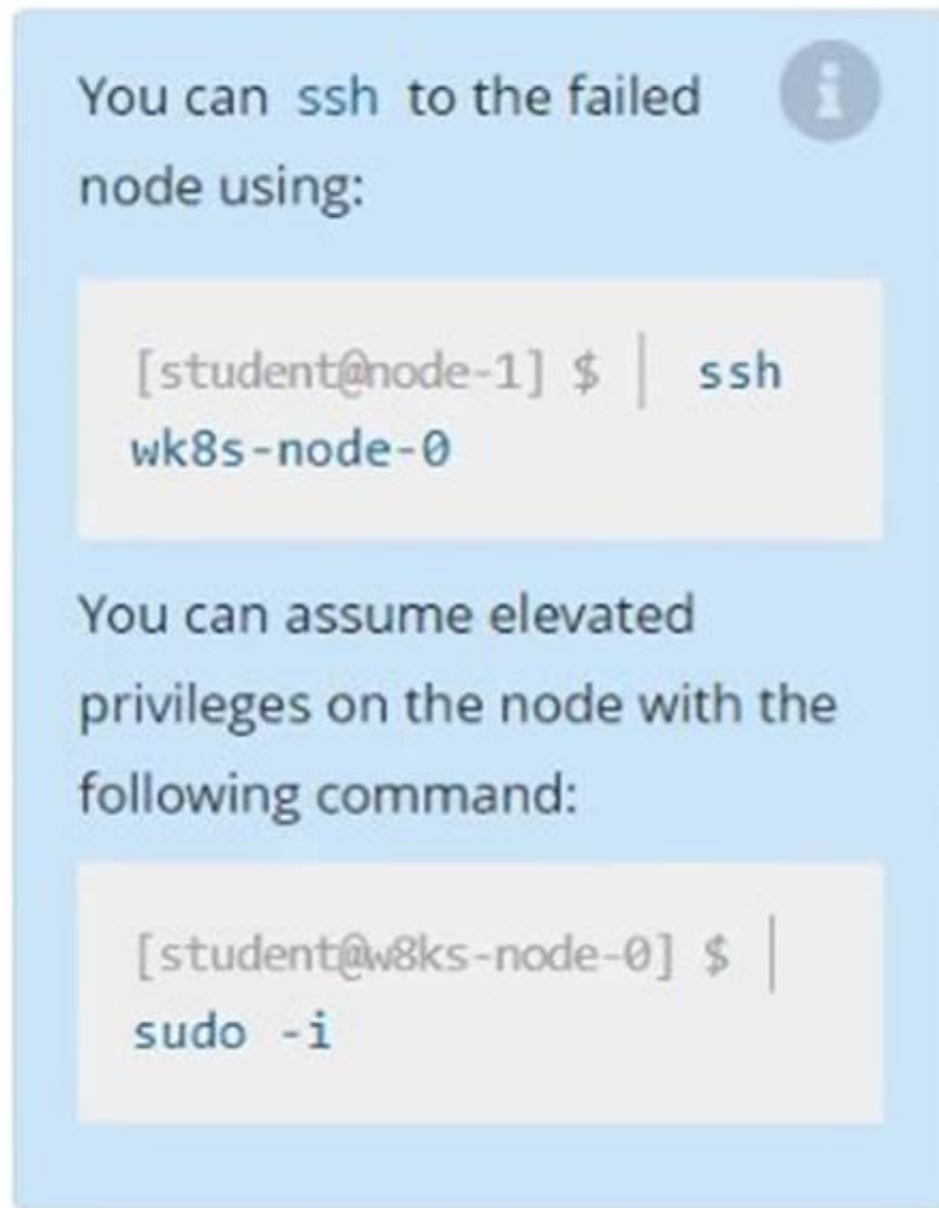 You can ssh to the failed
node using:
[student@node-1] $ | ssh
wk8s-node-0
You can assume elevated
privileges on the node with the
following command:
[student@w8ks-node-0] $ |
sudo -i